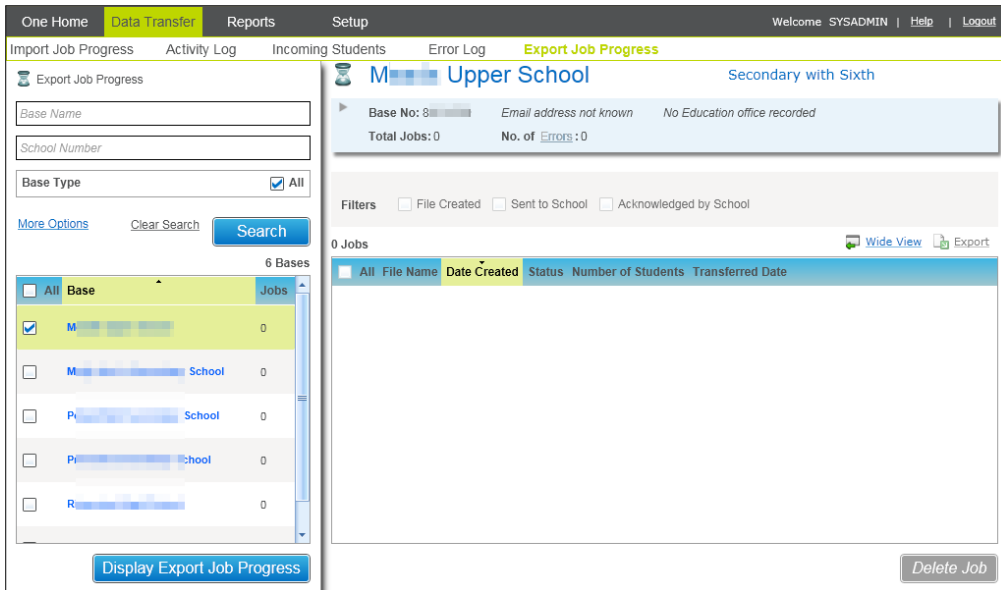 One Home Data Transfer Reports Setup Welcome SYSADMIN | Help | Logout
Import Job Progress Activity Log Incoming Students Error Log Export Job Progress
Export Job Progress
Base Name
School Number
Base Type All
More Options Clear Search Search
6 Bases
All Base Jobs
0
School 0
School 0
0
0
Display Export Job Progress
Upper School Secondary with Sixth
Base No: 8 Email address not known No Education office recorded
Total Jobs: 0 No. of Errors : 0
Filters File Created Sent to School Acknowledged by School
0 Jobs Wide View Export
All File Name Date Created Status Number of Students Transferred Date
Delete Job